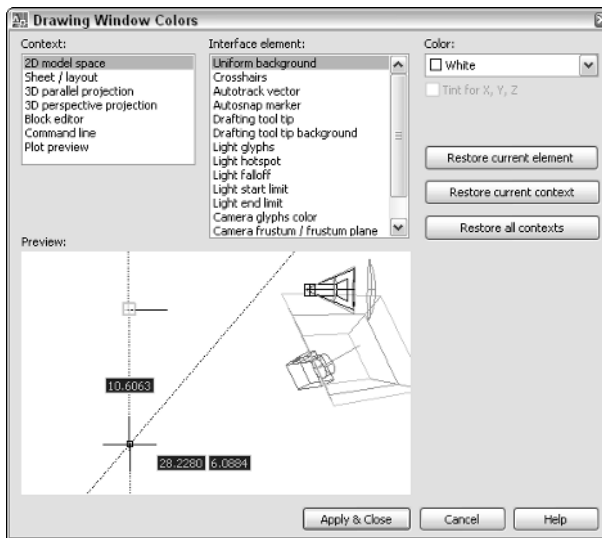 Drawing Window Colors
Context:
2D model space
Sheet / layout
3D parallel projection
3D perspective projection
Block editor
Command line
Plot preview
Interface element:
Uniform background
Crosshairs
Autotrack vector
Autosnap marker
Drafting tool tip
Drafting tool tip background
Light glyphs
Light hotspot
Light falloff
Light start limit
Light end limit
Camera glyphs color
Camera frustum / frustum plane
Color:
White
Tint for X, Y, Z
Restore current element
Restore current context
Restore all contexts
Preview:
10.6063
28.2280 6.0884
Apply & Close
Cancel
Help